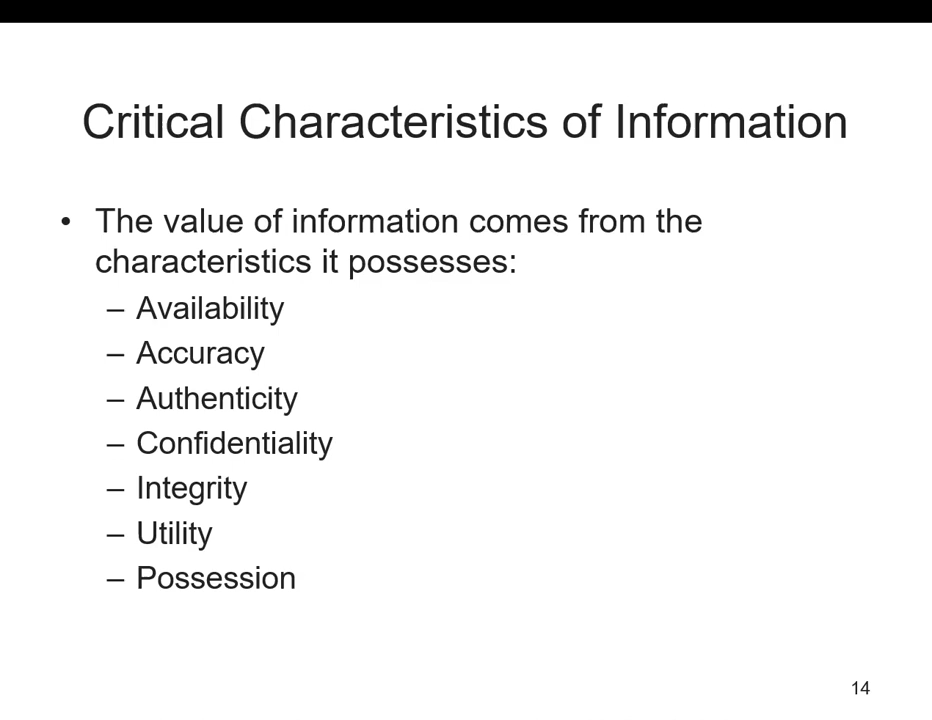 Critical Characteristics of Information
• The value of information comes from the
characteristics it possesses:
– Availability
– Accuracy
– Authenticity
– Confidentiality
– Integrity
– Utility
– Possession
14